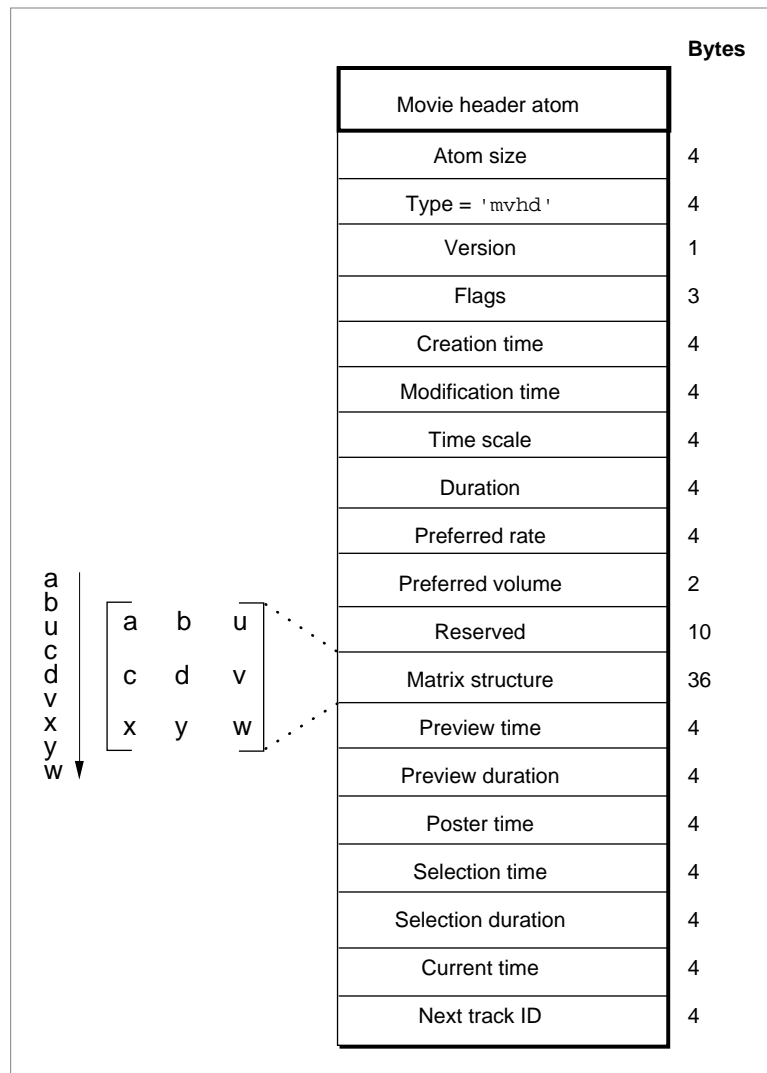 Bytes
Movie header atom
Atom size 4
Type = 'mvhd' 4
Version 1
Flags 3
Creation time 4
Modification time 4
Time scale 4
Duration 4
Preferred rate 4
Preferred volume 2
Reserved 10
Matrix structure 36
Preview time 4
Preview duration 4
Poster time 4
Selection time 4
Selection duration 4
Current time 4
Next track ID 4
a
b
u
c
d
v
x
y
w
a b u
c d v
x y w